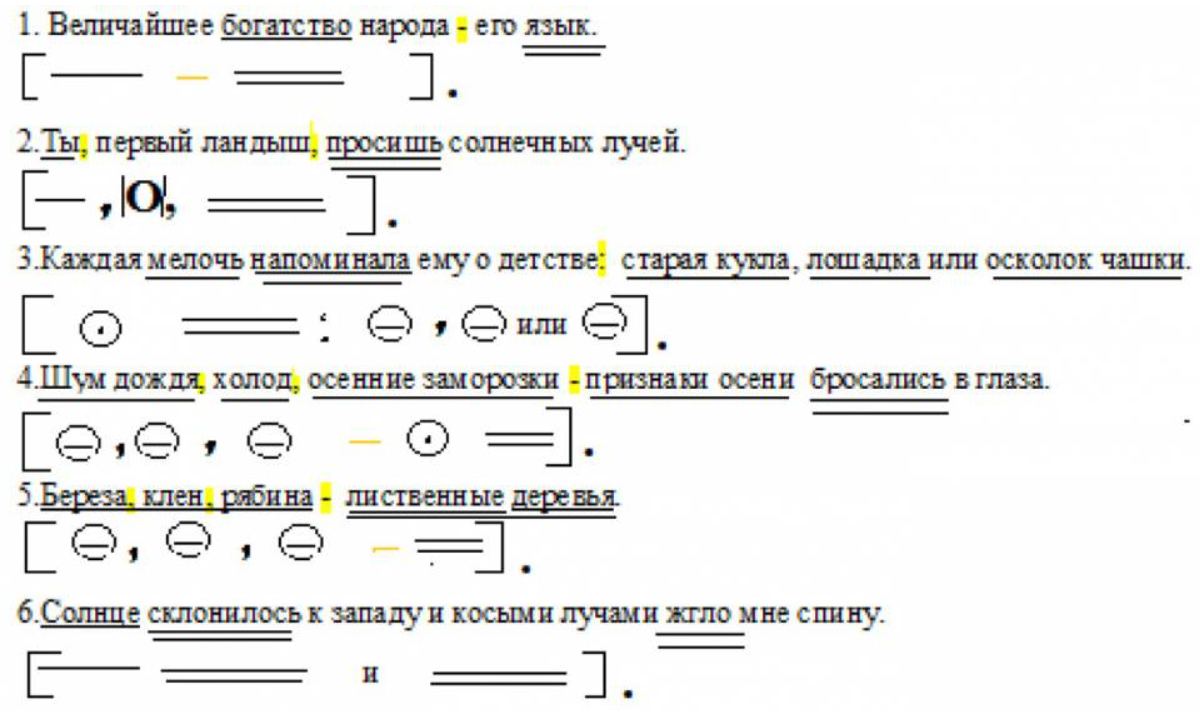 1. Величайшее богатство народа - его язык.
[ — ].
2.Ты, первый ландыш, просишь солнечных лучей.
[ , |О|, ].
3.Каждая мелочь напоминала ему о детстве: старая кукла, лошадка или осколок чашки.
[ : , или ].
4.Шум дождя, холод, осенние заморозки - признаки осени бросались в глаза.
[ , , — ].
5.Береза, клен, рябина - лиственные деревья.
[ , , — ].
6.Солнце склонилось к западу и косыми лучами жгло мне спину.
[ и ].